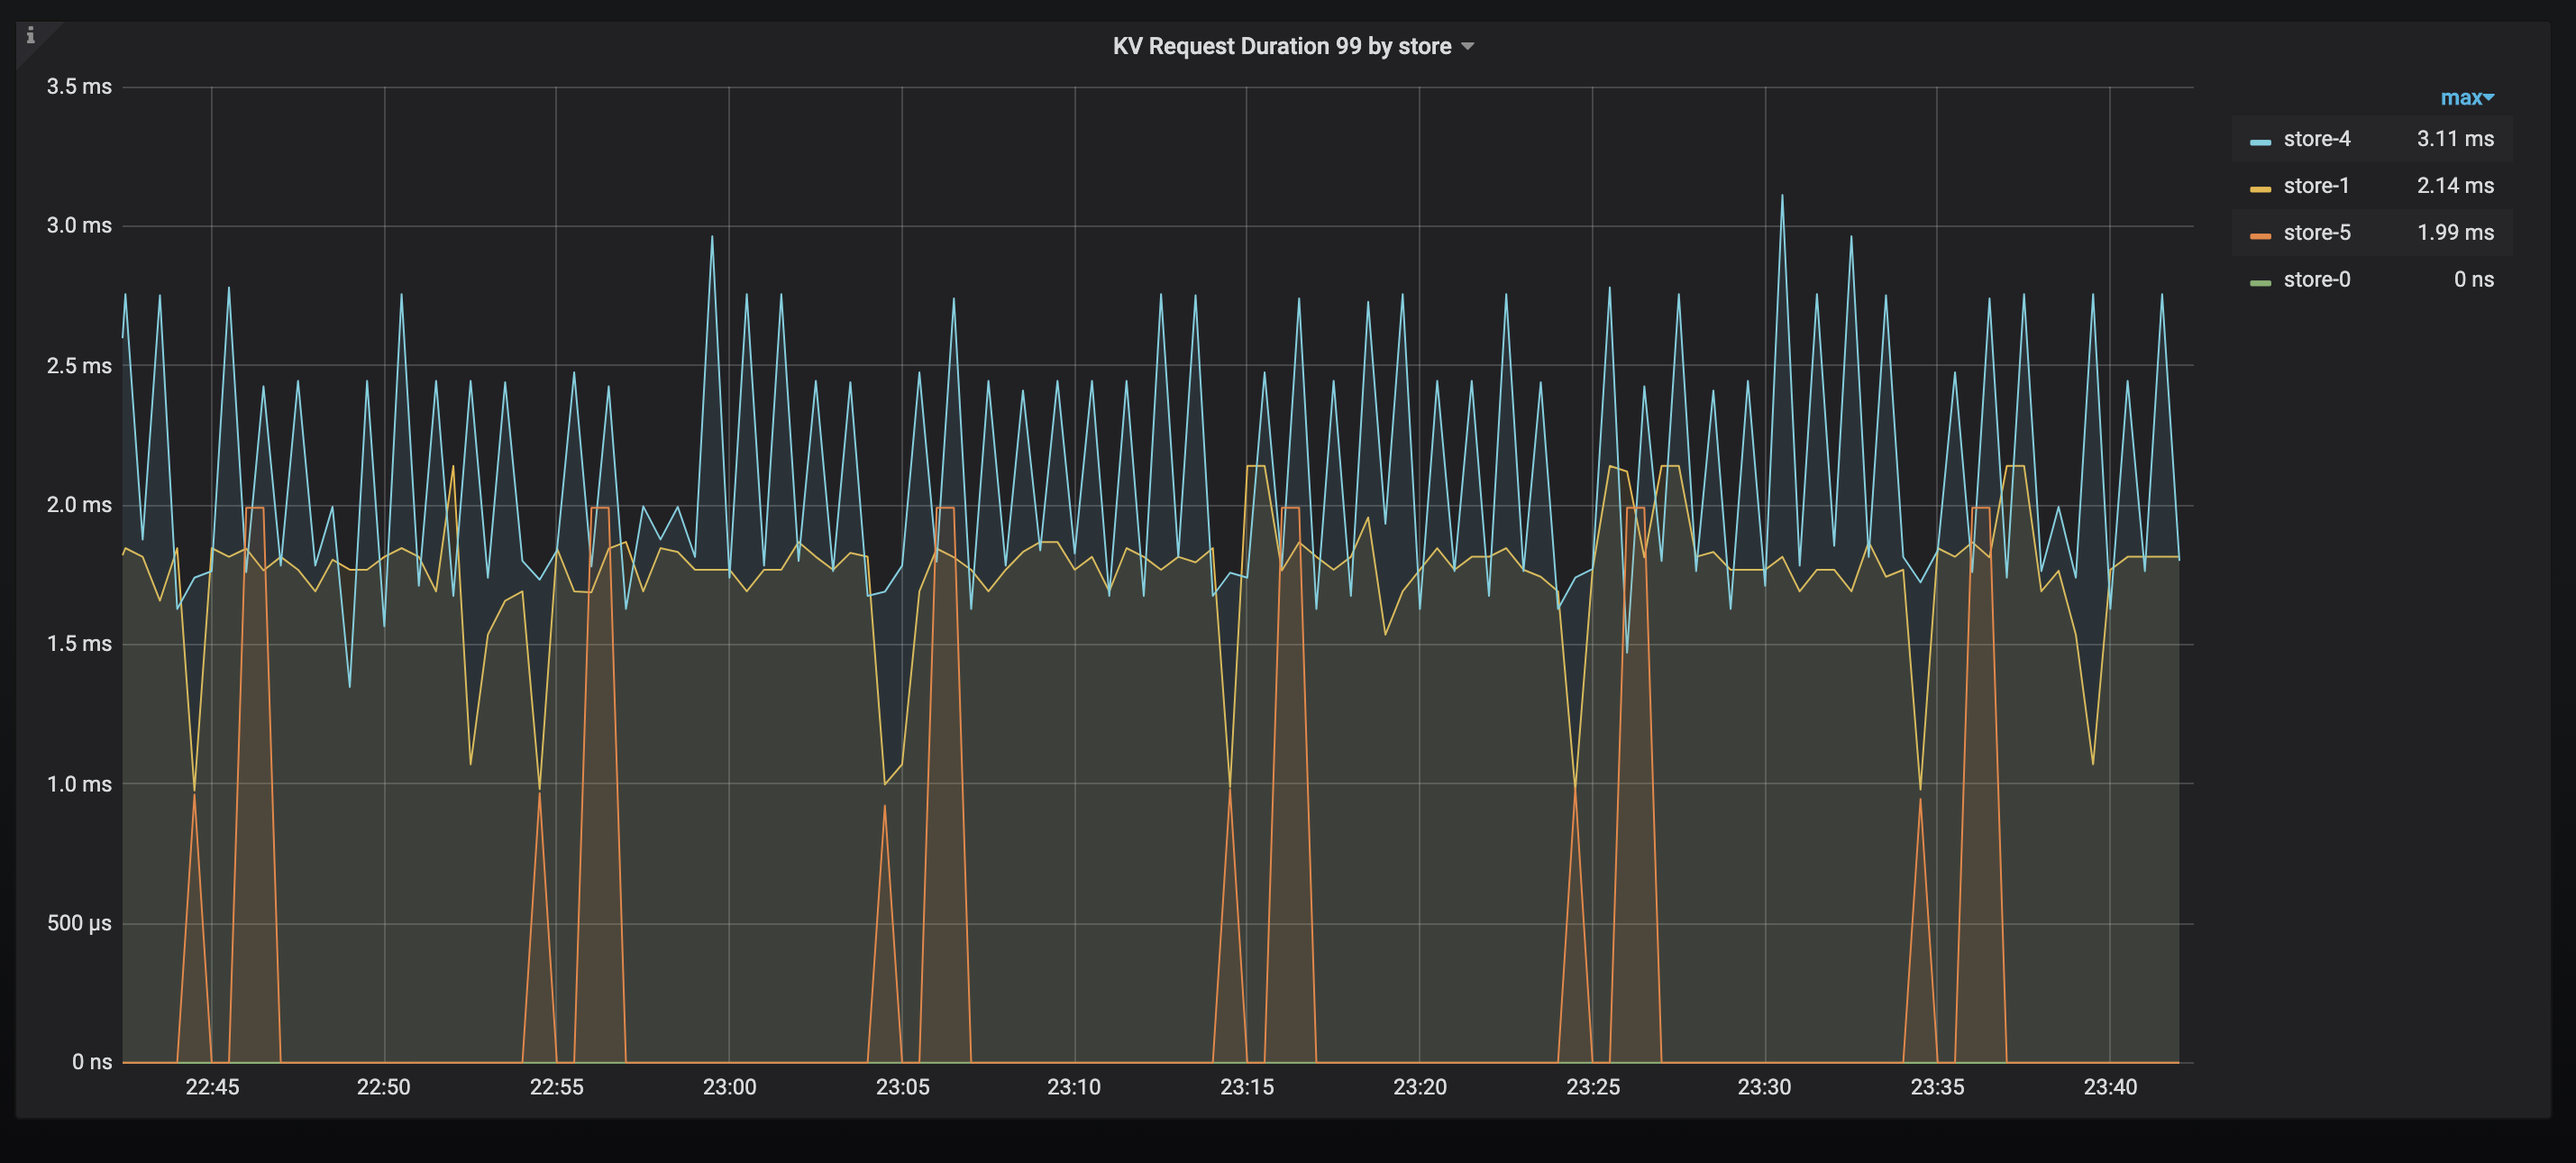 i
KV Request Duration 99 by store
3.5 ms
3.0 ms
2.5 ms
2.0 ms
1.5 ms
1.0 ms
500 µs
0 ns
22:45 22:50 22:55 23:00 23:05 23:10 23:15 23:20 23:25 23:30 23:35 23:40
max
store-4 3.11 ms
store-1 2.14 ms
store-5 1.99 ms
store-0 0 ns